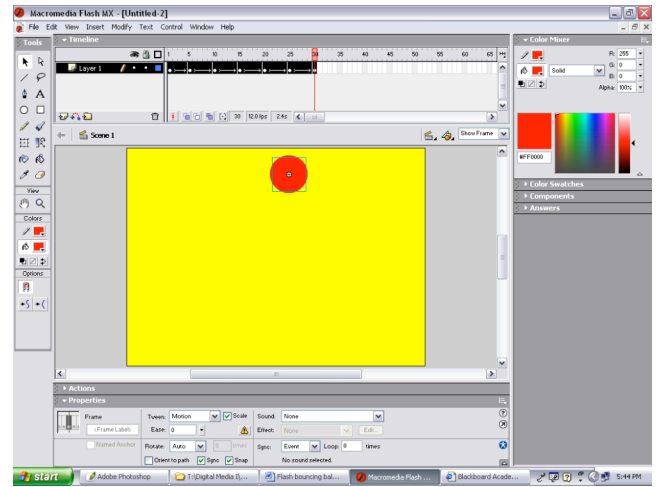 Macromedia Flash MX - [Untitled-2]
File Edit View Insert Modify Text Control Window Help
Tools
Timeline
1 5 10 15 20 25 30 35 40 45 50 55 60 65
Layer 1
30 12.0 fps 2.4s
Scene 1
Show Frame
View
Colors
Options
Color Mixer
R: 255
Solid
G: 0
B: 0
Alpha: 100%
#FF0000
Color Swatches
Components
Answers
Actions
Properties
Frame Tween: Motion Scale Sound: None
<Frame Label> Ease: 0 Effect: None Edit...
Named Anchor Rotate: Auto 0 times Sync: Event Loop: 0 times
Orient to path Sync Snap No sound selected.
start Adobe Photoshop T:\Digital Media I\... Flash bouncing bal... Macromedia Flash ... Blackboard Acade... 5:44 PM